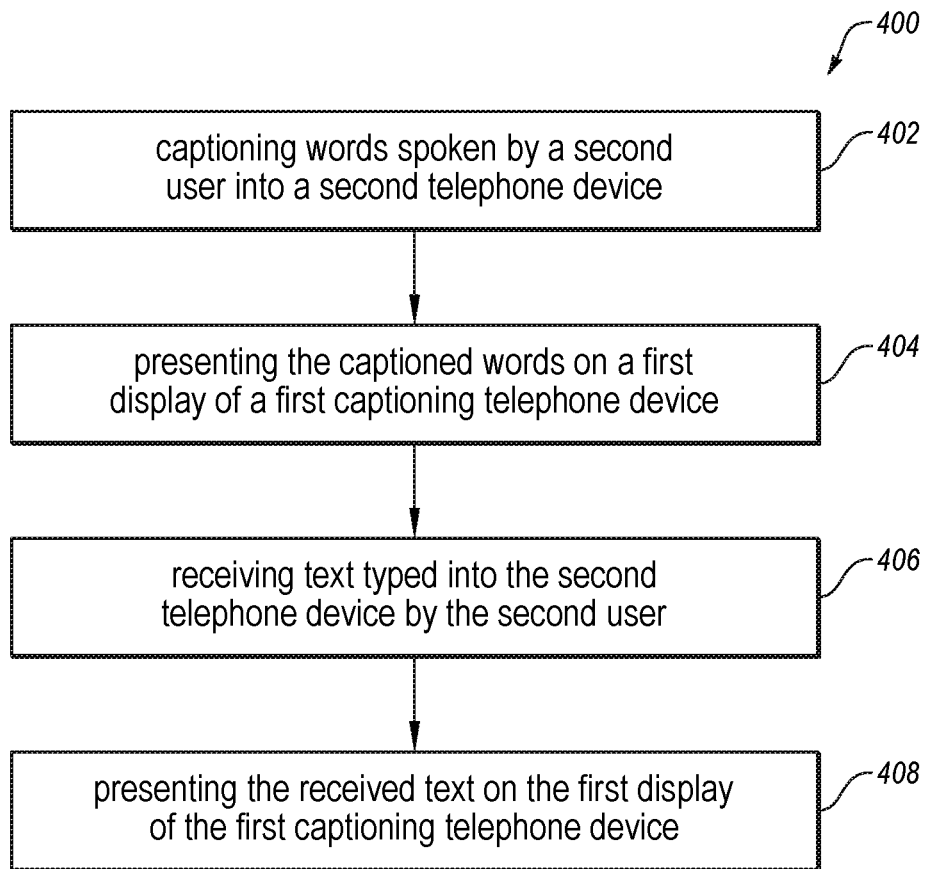 400
captioning words spoken by a second
user into a second telephone device
402
presenting the captioned words on a first
display of a first captioning telephone device
404
receiving text typed into the second
telephone device by the second user
406
presenting the received text on the first display
of the first captioning telephone device
408